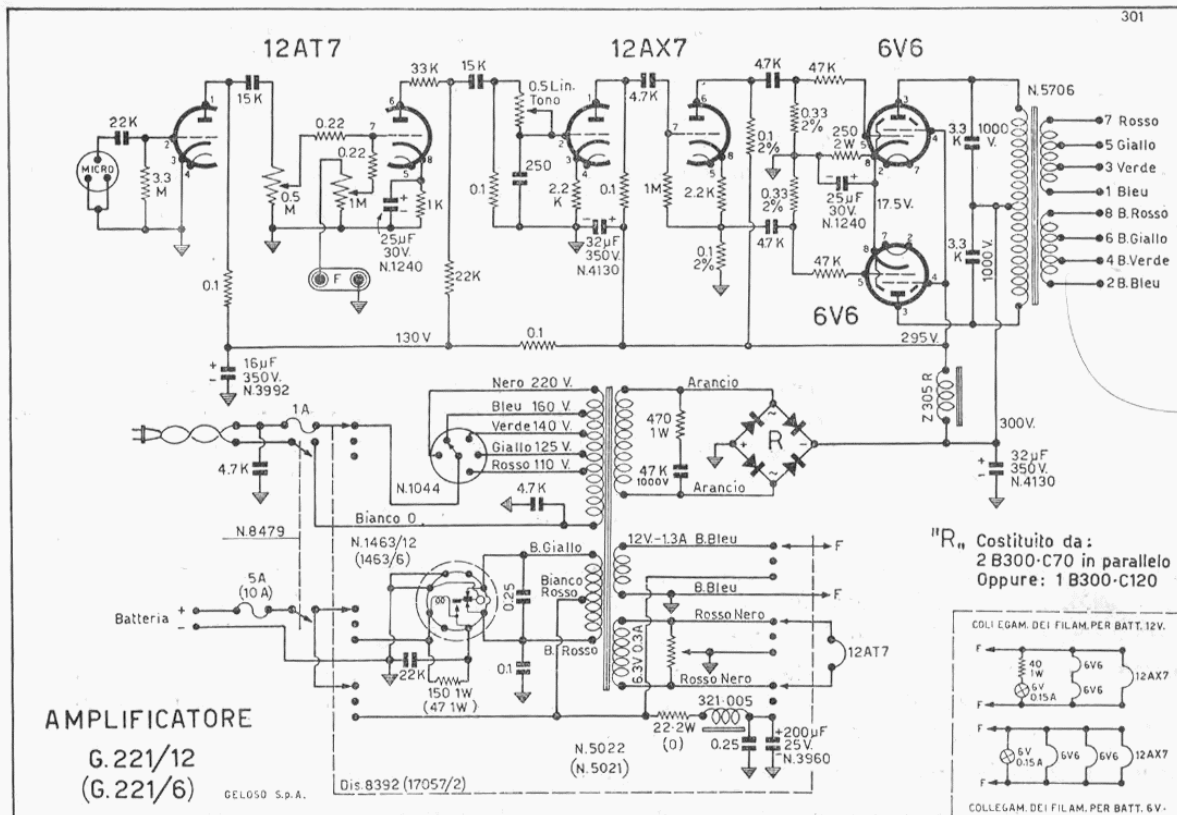 301
12AT7
12AX7
6V6
15K
33K
15K
0.5 Lin.
Tono
4.7K
4.7K
47K
N.5706
22K
MICRO
3.3
M
0.22
0.22
0.5
M
1M
25µF
30V.
N.1240
1K
F
250
0.1
2.2
K
0.1
32µF
350V.
N.4130
1M
2.2K
0.1
2%
0.1
2%
0.33
2%
250
2W
0.33
2%
25µF
30V.
N.1240
17.5V.
4.7K
47K
6V6
3.3
K
1000
V.
3.3
K
1000 V.
7 Rosso
5 Giallo
3 Verde
1 Bleu
8 B.Rosso
6 B.Giallo
4 B.Verde
2 B.Bleu
0.1
22K
130V
0.1
295V.
16µF
350V.
N.3992
Z305R
300V.
32µF
350V.
N.4130
1A
4.7K
Nero 220 V.
Bleu 160 V.
Verde 140 V.
Giallo 125 V.
Rosso 110 V.
N.1044
Bianco 0
4.7K
Arancio
470
1W
47K
1000V
Arancio
R
N.8479
N.1463/12
(1463/6)
B.Giallo
Bianco
Rosso
B. Rosso
0.25
0.1
22K
150 1W
(47 1W)
5A
(10A)
Batteria
+
-
12V.-1.3A B.Bleu
F
B.Bleu
F
Rosso Nero
6.3V 0.3A
Rosso Nero
12AT7
321.005
22-2W
(0)
0.25
200µF
25V.
N.3960
N.5022
(N.5021)
"R„ Costituito da:
2 B300·C70 in parallelo
Oppure: 1 B300·C120
COLLEGAM. DEI FILAM. PER BATT. 12V.
F
40
1W
6V
0.15A
6V6
6V6
12AX7
F
F
6V
0.15A
6V6
6V6
12AX7
F
COLLEGAM. DEI FILAM. PER BATT. 6V-
AMPLIFICATORE
G.221/12
(G.221/6)
GELOSO S.p.A.
Dis.8392 (17057/2)